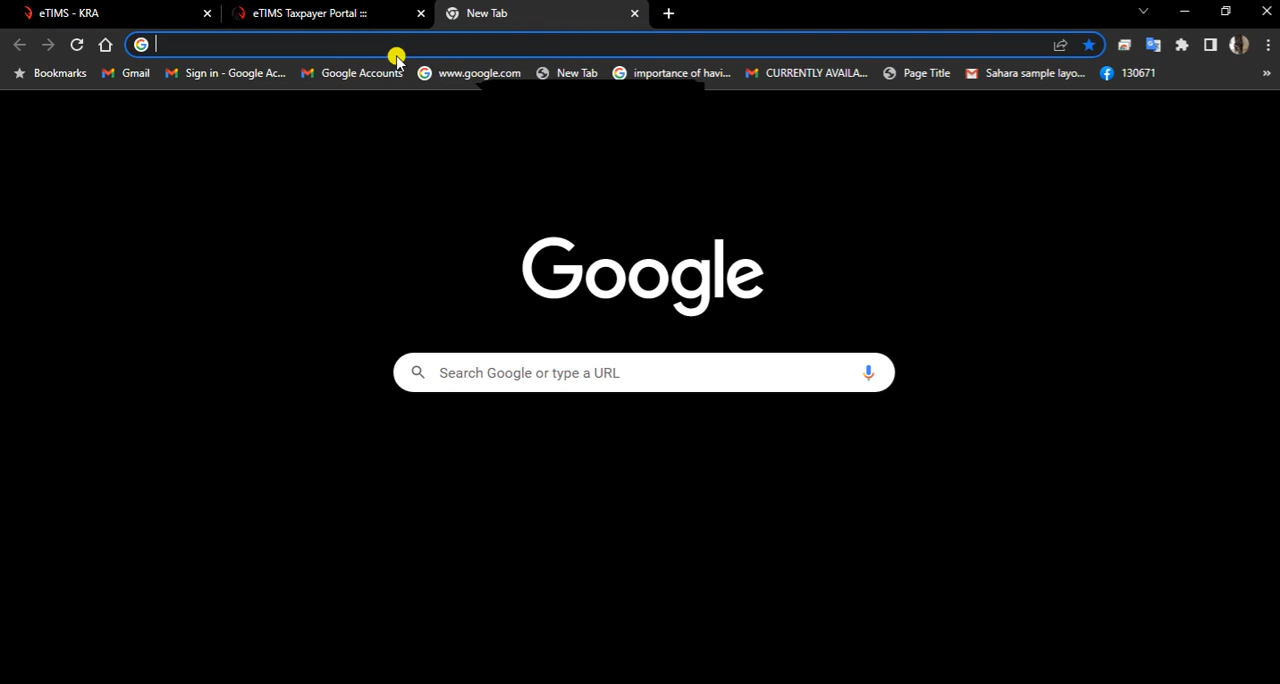 eTIMS - KRA
eTIMS Taxpayer Portal :::
New Tab
Bookmarks
Gmail
Sign in - Google Ac...
Google Accounts
www.google.com
New Tab
importance of havi...
CURRENTLY AVAILA...
Page Title
Sahara sample layo...
130671
Google
Search Google or type a URL